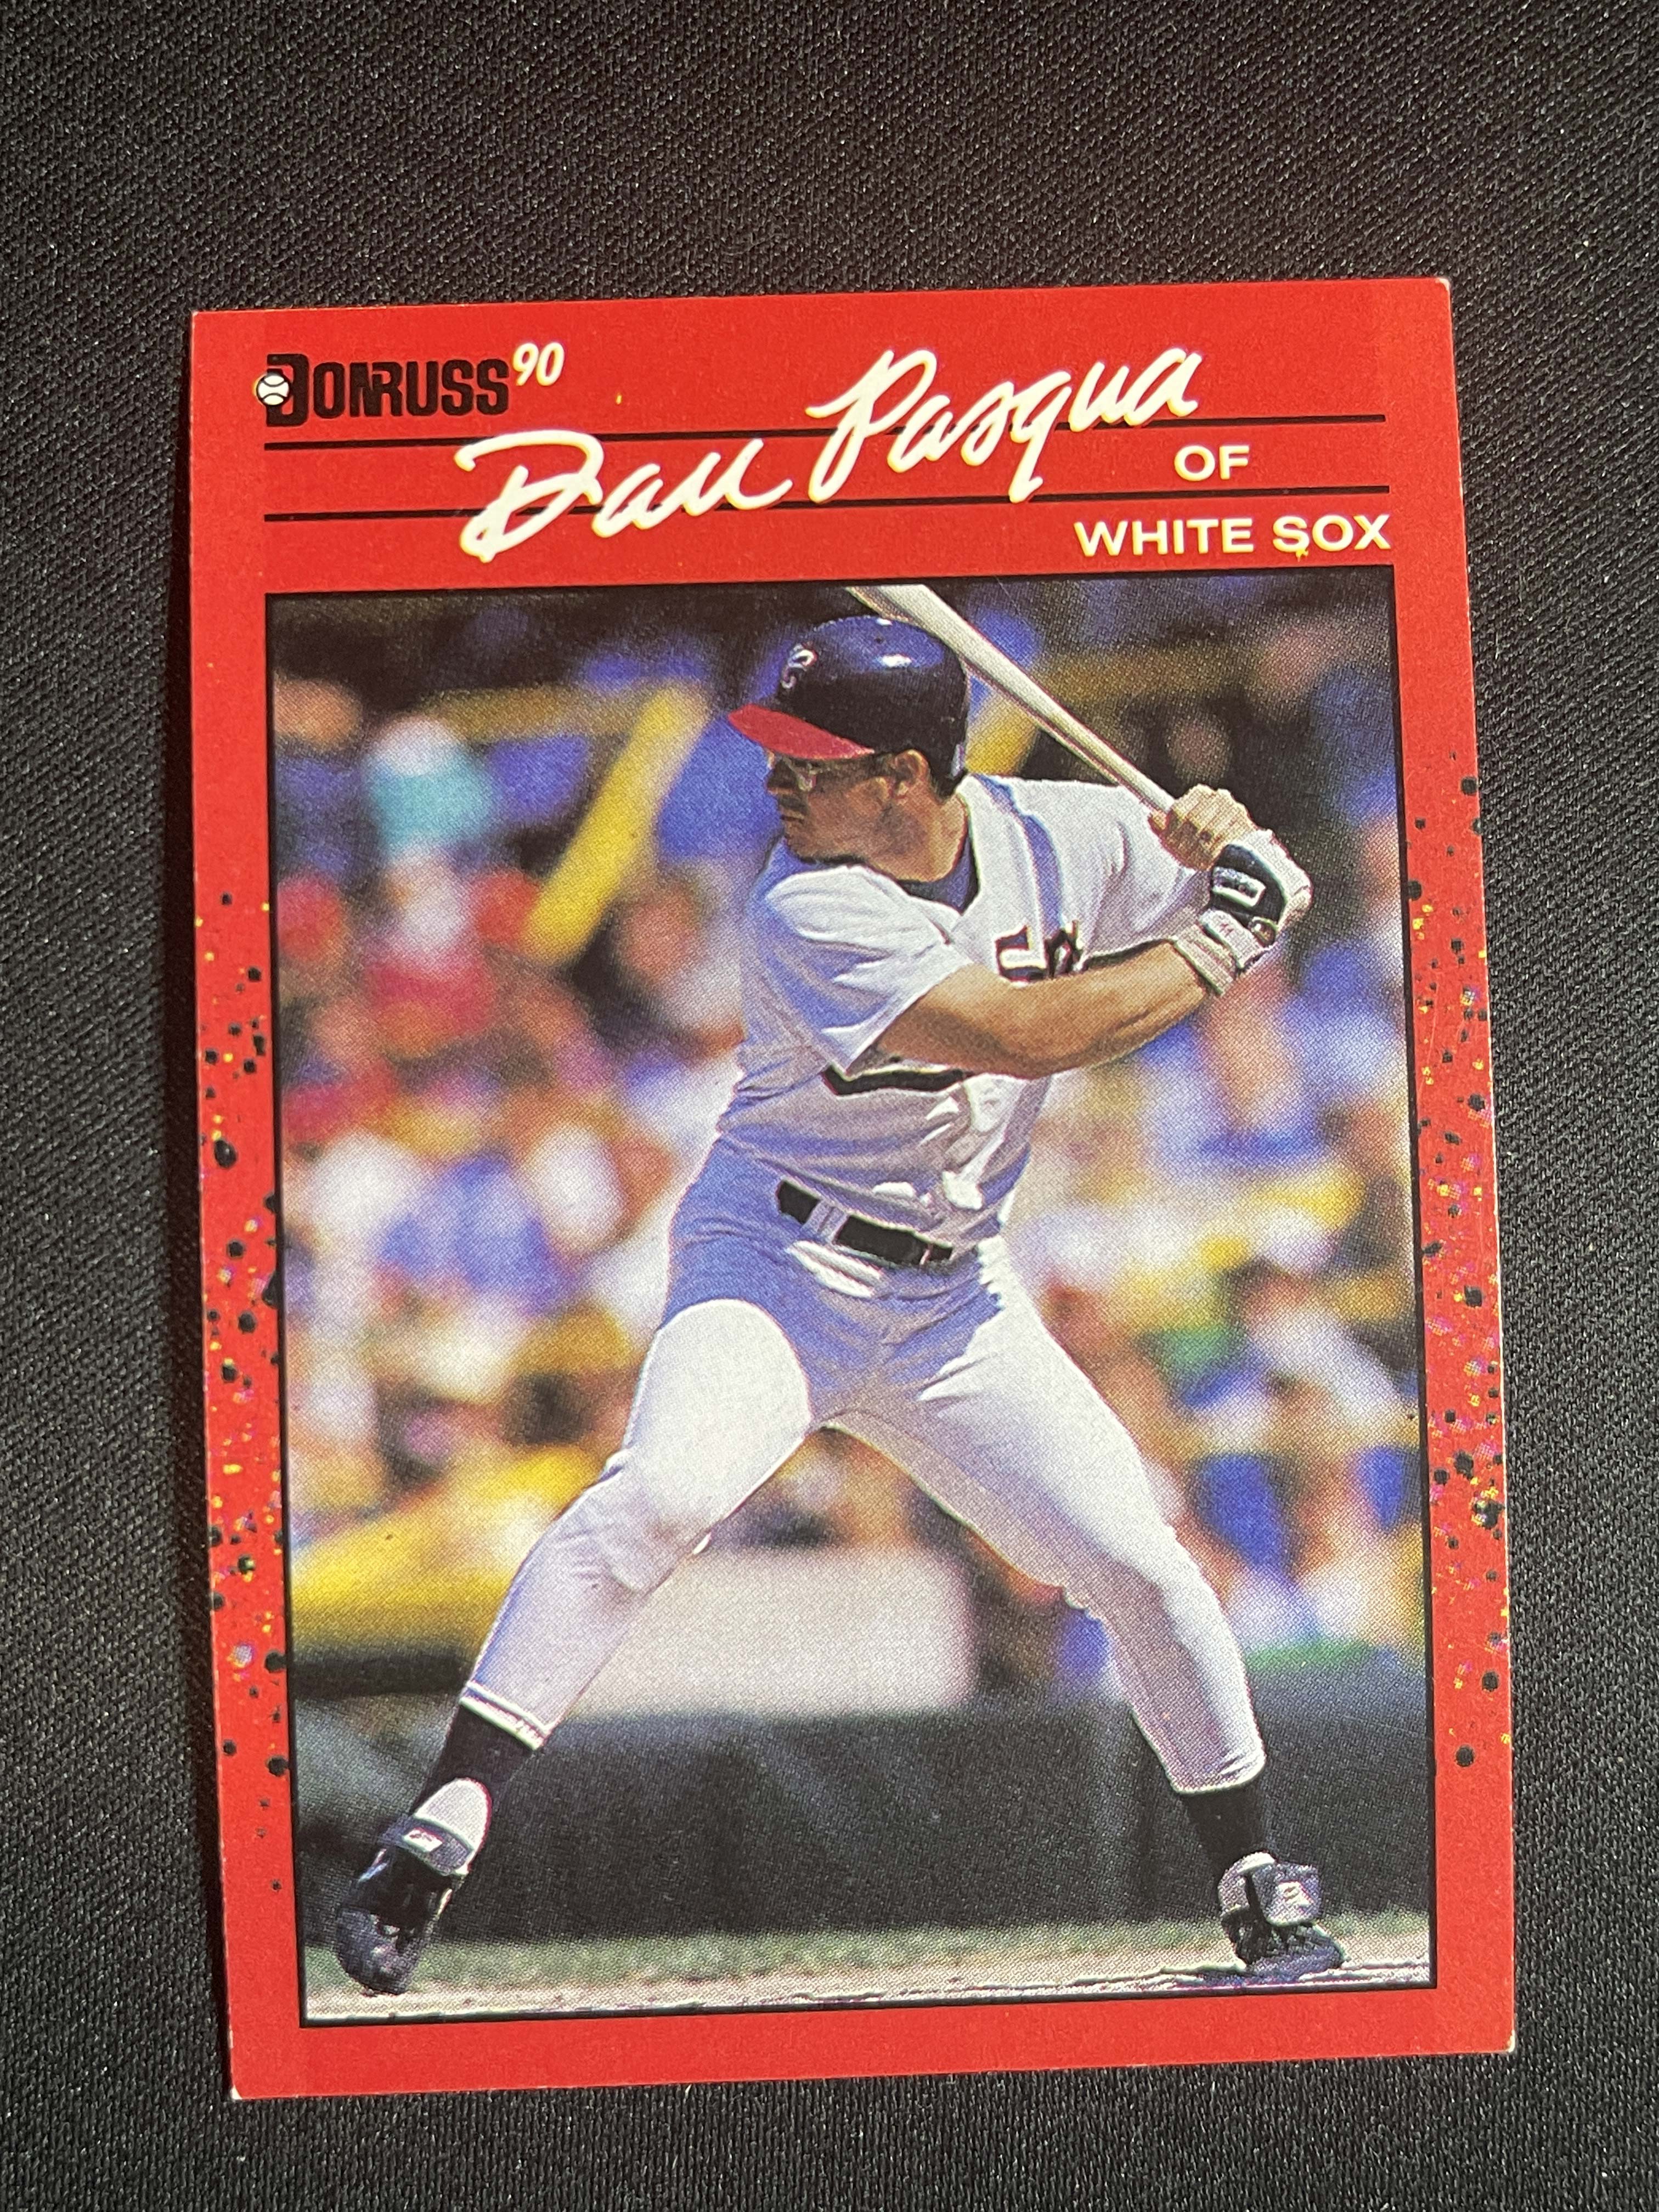 DONRUSS 90
Dan Pasqua
OF
WHITE SOX